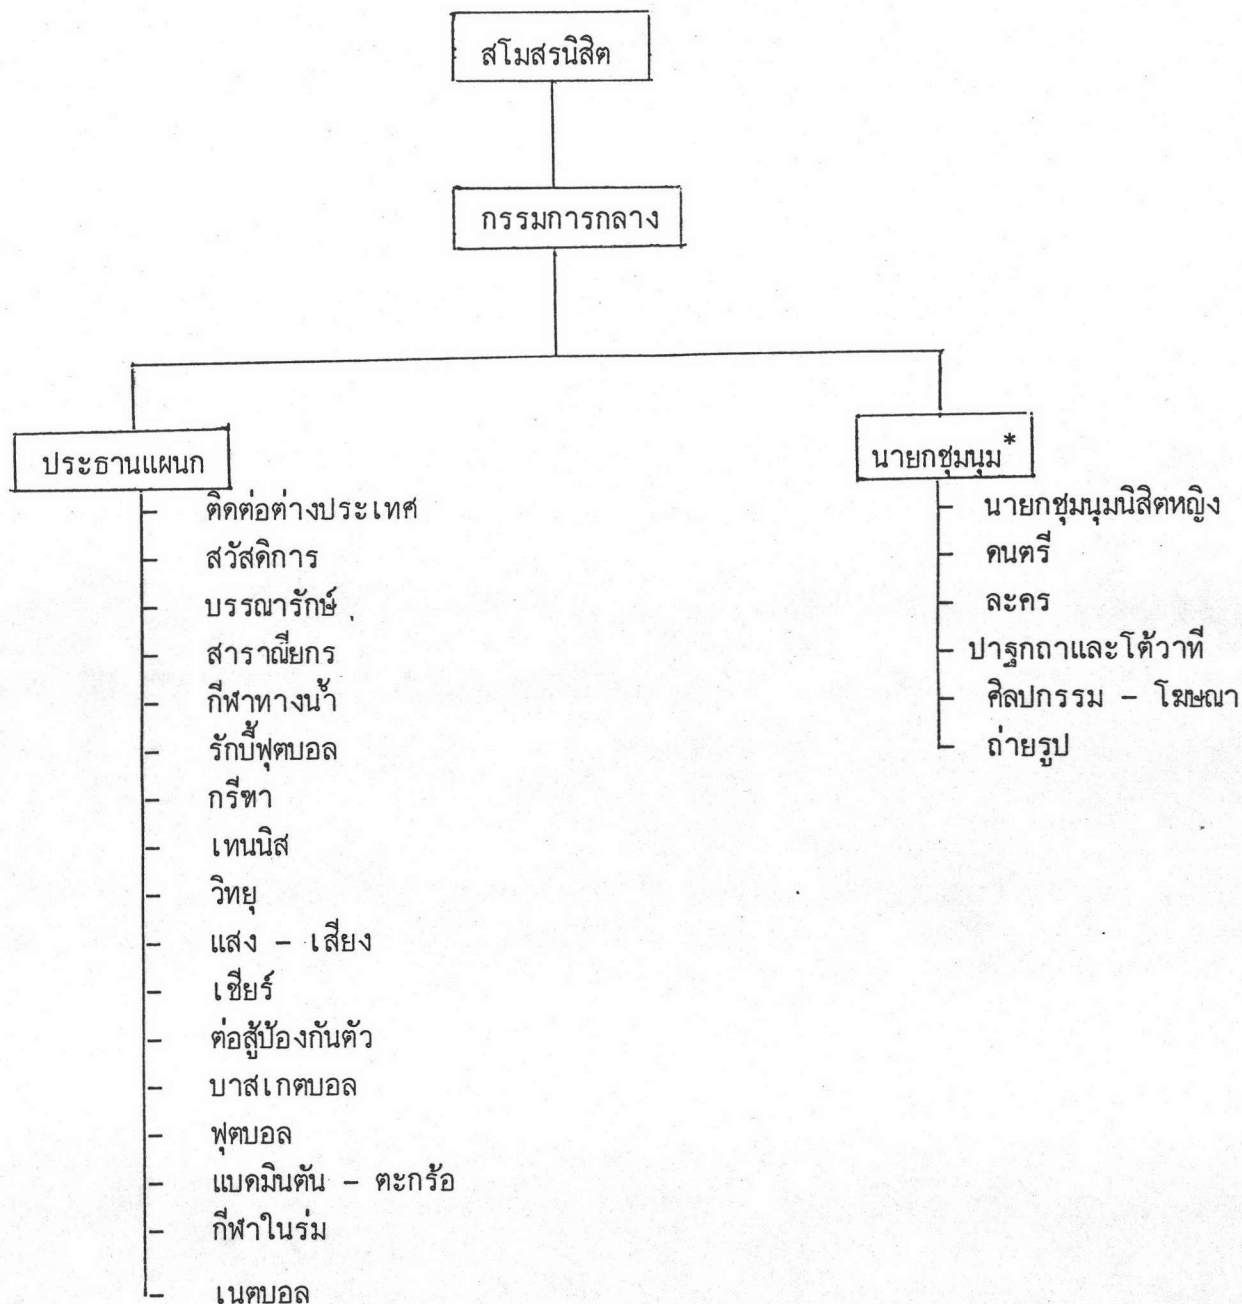 สโมสรนิสิต
กรรมการกลาง
ประธานแผนก
ติดต่อต่างประเทศ
สวัสดิการ
บรรณารักษ์
สาราณียกร
กีฬาทางน้ำ
รักบี้ฟุตบอล
กรีฑา
เทนนิส
วิทยุ
แสง - เสียง
เชียร์
ต่อสู้ป้องกันตัว
บาสเกตบอล
ฟุตบอล
แบดมินตัน - ตะกร้อ
กีฬาในร่ม
เนตบอล
นายกชุมนุม*
นายกชุมนุมนิสิตหญิง
ดนตรี
ละคร
ปาฐกถาและโต้วาที
ศิลปกรรม - โฆษณา
ถ่ายรูป